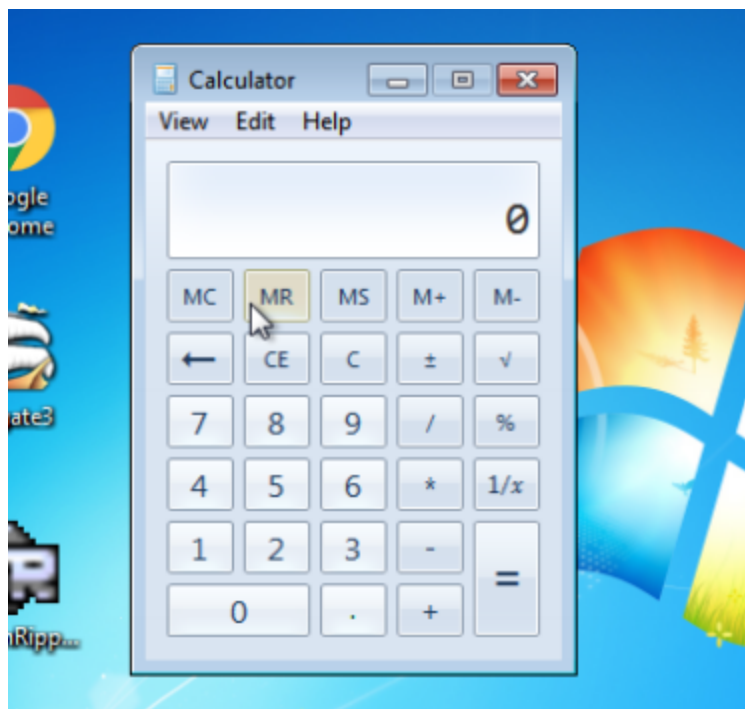 Calculator
View Edit Help
ogle
ome
0
MC MR MS M+ M-
← CE C ± √
ate3
7 8 9 / %
4 5 6 * 1/x
1 2 3 - =
0 . +
Ripp...